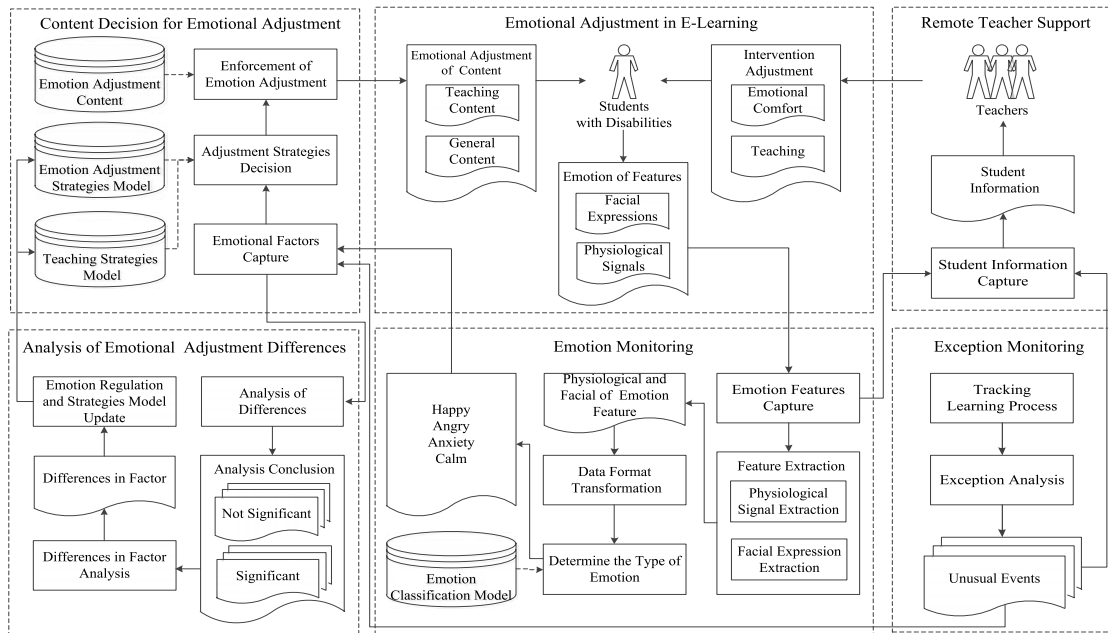 Content Decision for Emotional Adjustment
Emotion Adjustment
Content
Enforcement of
Emotion Adjustment
Emotion Adjustment
Strategies Model
Adjustment Strategies
Decision
Teaching Strategies
Model
Emotional Factors
Capture
Emotional Adjustment in E-Learning
Emotional Adjustment
of Content
Teaching
Content
General
Content
Students
with Disabilities
Emotion of Features
Facial
Expressions
Physiological
Signals
Intervention
Adjustment
Emotional
Comfort
Teaching
Remote Teacher Support
Teachers
Student
Information
Student Information
Capture
Analysis of Emotional Adjustment Differences
Emotion Regulation
and Strategies Model
Update
Analysis of
Differences
Differences in Factor
Analysis Conclusion
Not Significant
Significant
Differences in Factor
Analysis
Emotion Monitoring
Happy
Angry
Anxiety
Calm
Emotion
Classification Model
Physiological and
Facial of Emotion
Feature
Data Format
Transformation
Determine the Type of
Emotion
Emotion Features
Capture
Feature Extraction
Physiological
Signal Extraction
Facial Expression
Extraction
Exception Monitoring
Tracking
Learning Process
Exception Analysis
Unusual Events